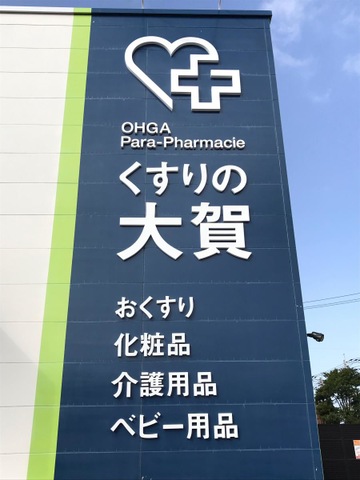 OHGA
Para-Pharmacie
くすりの
大賀
おくすり
化粧品
介護用品
ベビー用品